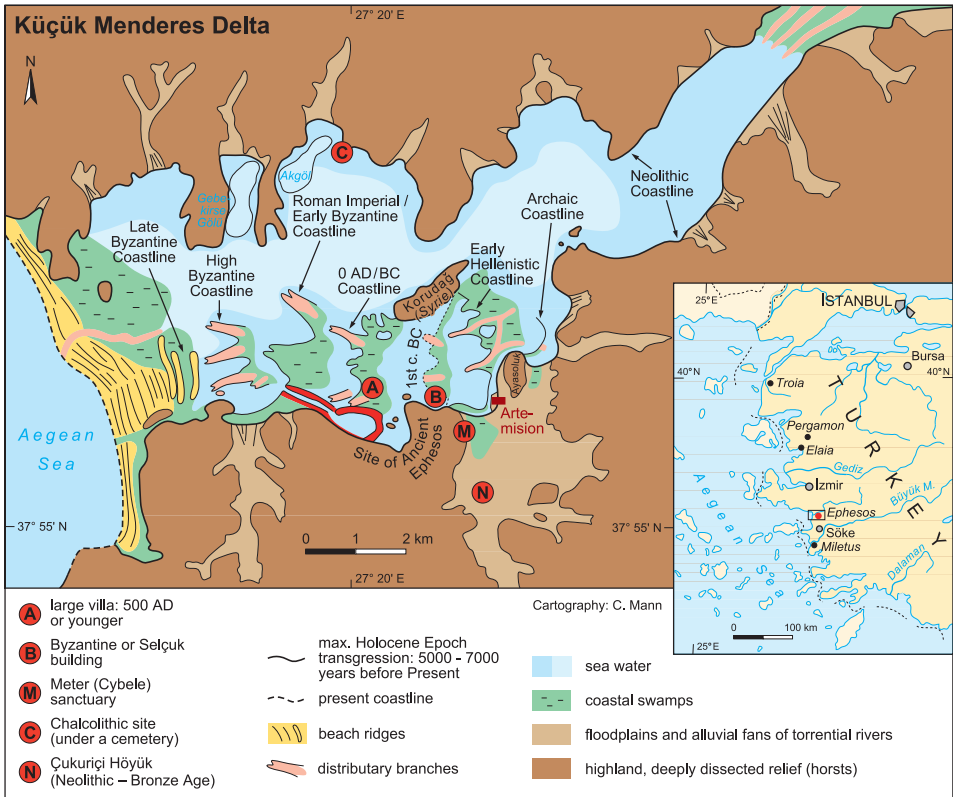 Küçük Menderes Delta
27° 20' E
N
C
Akgöl
Gebe-
kirse
Gölü
Neolithic
Coastline
Roman Imperial /
Early Byzantine
Coastline
Archaic
Coastline
Late
Byzantine
Coastline
High
Byzantine
Coastline
0 AD/BC
Coastline
Early
Hellenistic
Coastline
Korudağ
(Syrie)
1st c. BC
Ayasoluk
A
B
M
N
Arte-
mision
Site of Ancient
Ephesos
Aegean
Sea
37° 55' N
37° 55' N
0 1 2 km
27° 20' E
25°E
İSTANBUL
Bursa
40°N
40°N
Troia
TURKEY
Pergamon
Elaia
Gediz
İzmir
Büyük M.
Ephesos
Söke
Miletus
Dalaman
Aegean Sea
0 100 km
25°E
A large villa: 500 AD
or younger
B Byzantine or Selçuk
building
M Meter (Cybele)
sanctuary
C Chalcolithic site
(under a cemetery)
N Çukuriçi Höyük
(Neolithic – Bronze Age)
max. Holocene Epoch
transgression: 5000 - 7000
years before Present
present coastline
beach ridges
distributary branches
Cartography: C. Mann
sea water
coastal swamps
floodplains and alluvial fans of torrential rivers
highland, deeply dissected relief (horsts)